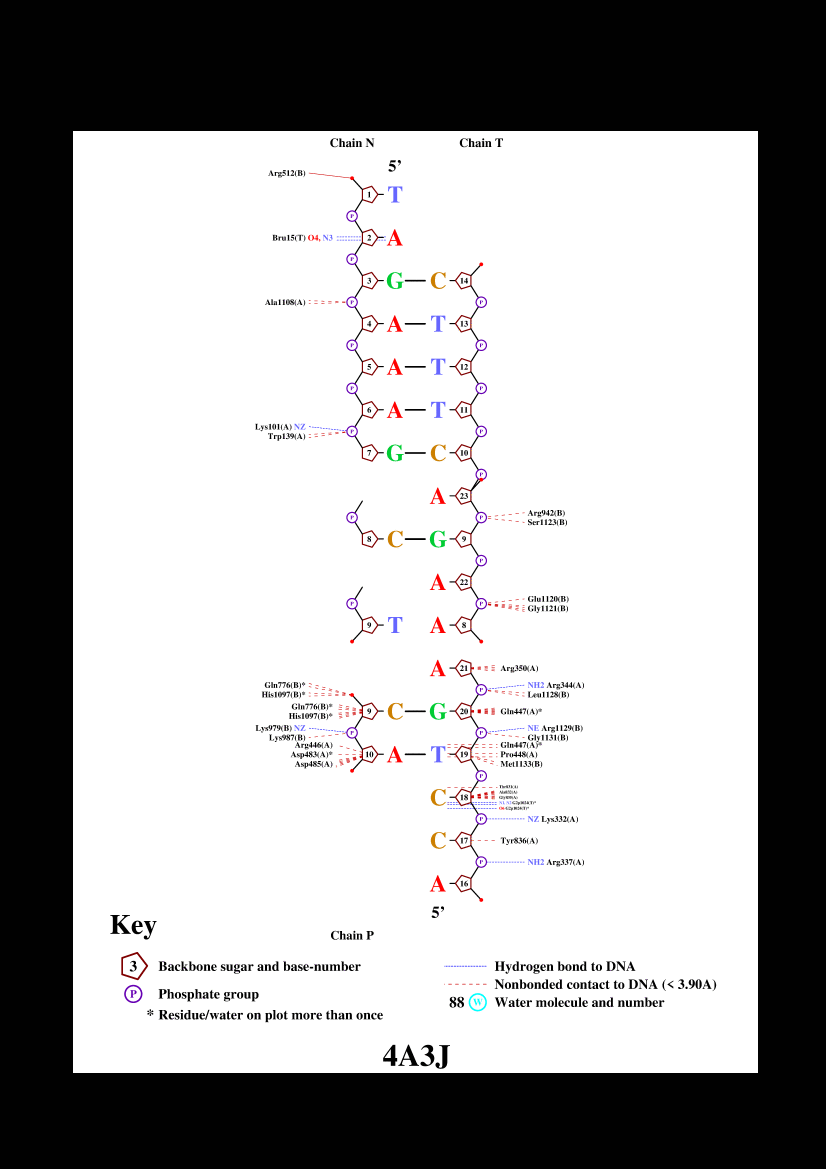 Chain N Chain T
5’
Arg512(B)
1 T
P
Bru15(T) O4, N3 2 A
P
3 G C 14
Ala1108(A) P P
4 A T 13
P P
5 A T 12
P P
6 A T 11
Lys101(A) NZ P P
Trp139(A)
7 G C 10
P
A 23
Arg942(B)
P P
Ser1123(B)
8 C G 9
P
A 22
Glu1120(B)
P P
Gly1121(B)
9 T A 8
A 21 Arg350(A)
Gln776(B)* P NH2 Arg344(A)
His1097(B)* Leu1128(B)
Gln776(B)*
9 C G 20 Gln447(A)*
His1097(B)*
Lys979(B) NZ P P NE Arg1129(B)
Lys987(B) Gly1131(B)
Arg446(A) Gln447(A)*
Asp483(A)* 10 A T 19 Pro448(A)*
Asp485(A) Met1133(B)
P
C 18
P NZ Lys332(A)
C 17 Tyr836(A)
P NH2 Arg337(A)
A 16
5’
Key
Chain P
3 Backbone sugar and base-number
P Phosphate group
* Residue/water on plot more than once
Hydrogen bond to DNA
Nonbonded contact to DNA (< 3.90A)
88 W Water molecule and number
4A3J